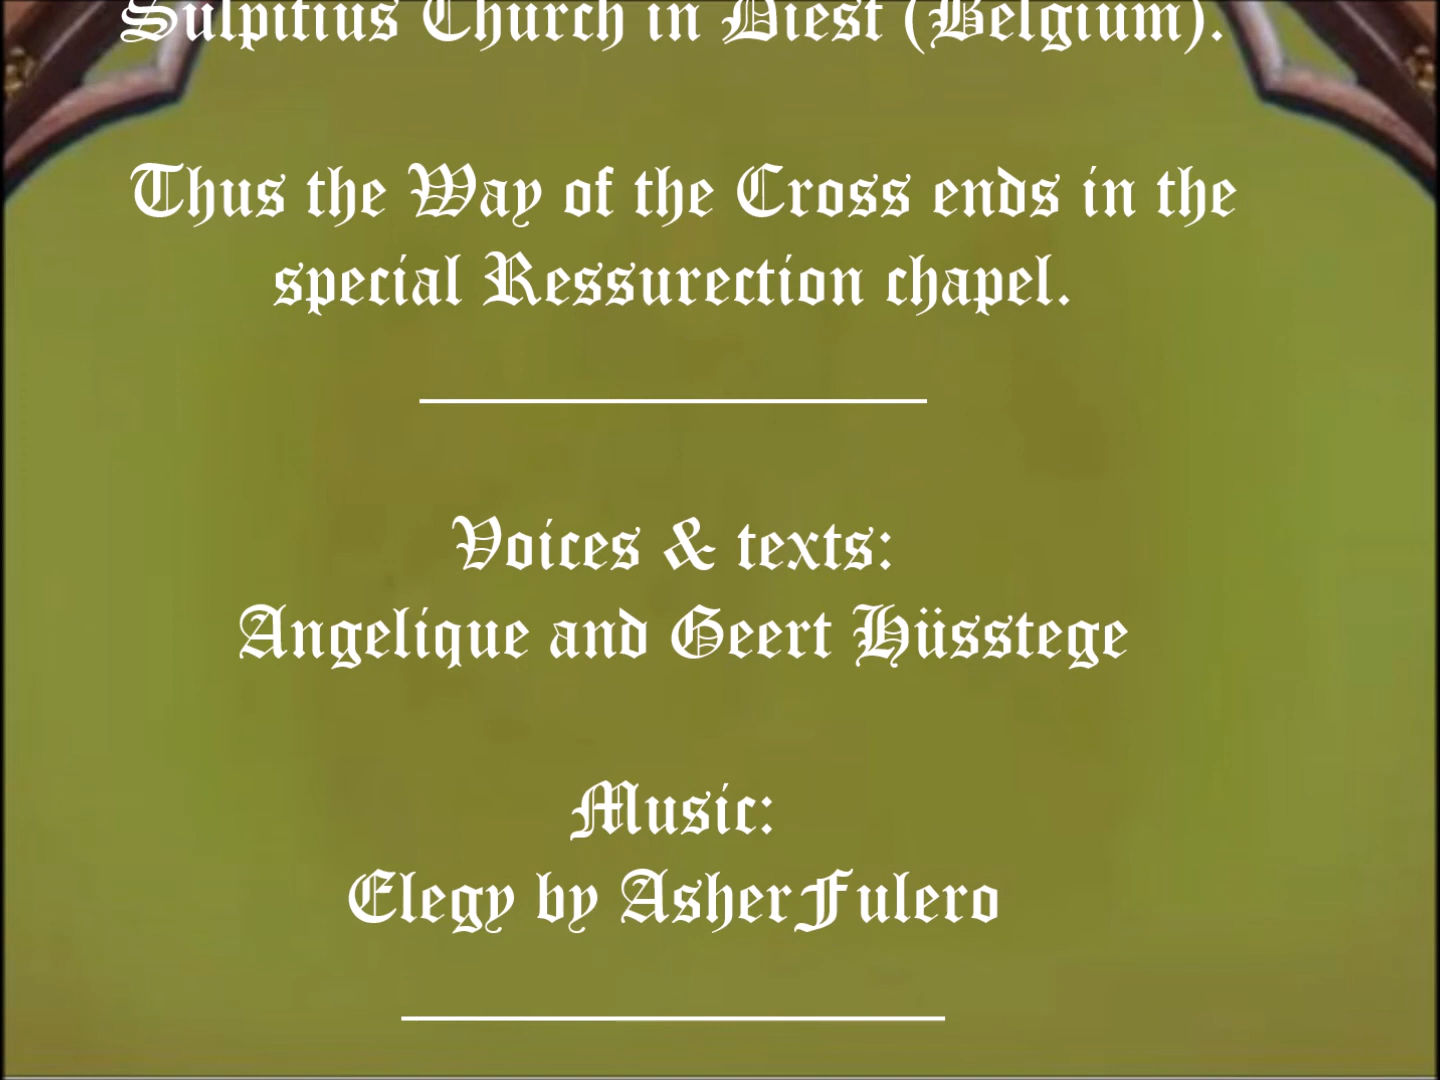 Sulpitius Church in Diest (Belgium).
Thus the Way of the Cross ends in the
special Ressurection chapel.
Voices & texts:
Angelique and Geert Hüsstege
Music:
Elegy by AsherFulero